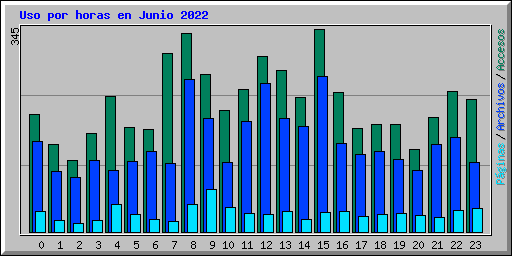 Uso por horas en Junio 2022
345
Páginas / Archivos / Accesos
0 1 2 3 4 5 6 7 8 9 10 11 12 13 14 15 16 17 18 19 20 21 22 23